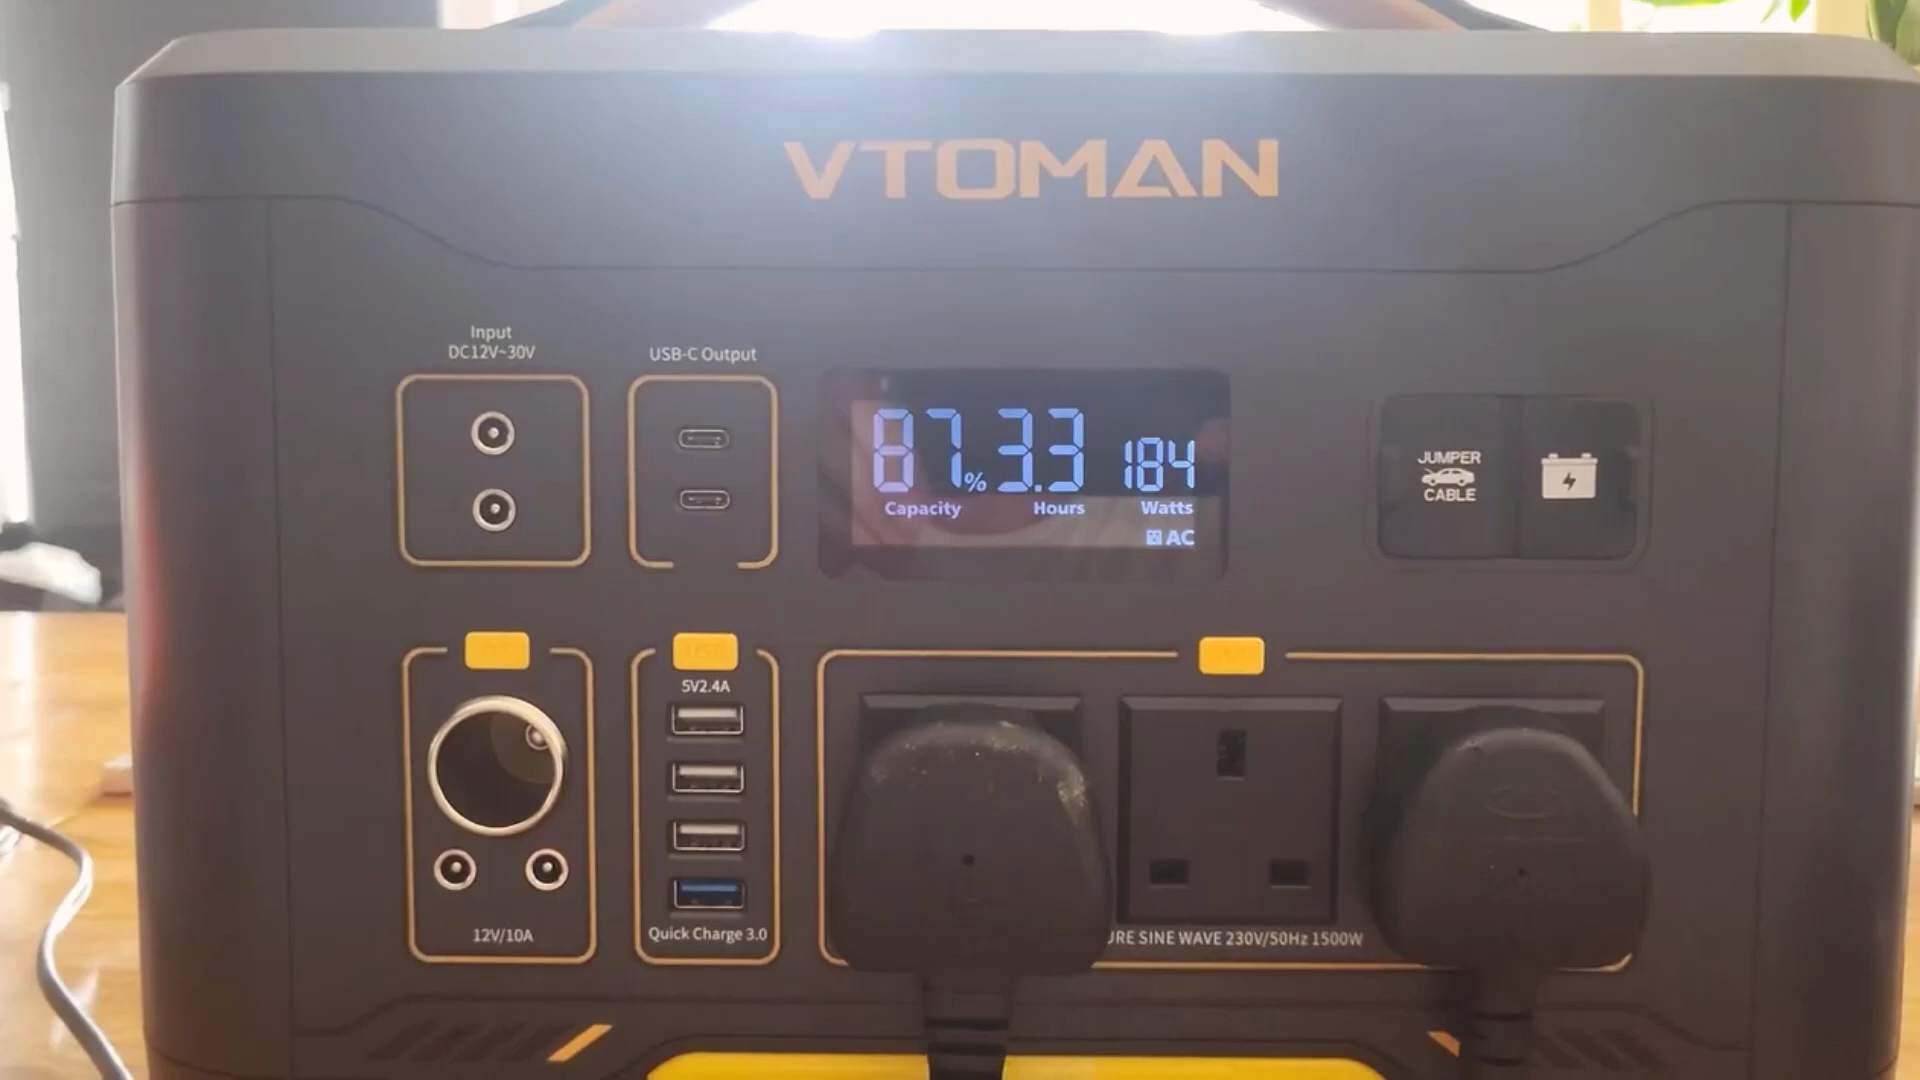 VTOMAN
Input
DC12V~30V
USB-C Output
87% 3.3 184
Capacity Hours Watts
AC
JUMPER
CABLE
5V2.4A
12V/10A
Quick Charge 3.0
SINE WAVE 230V/50Hz 1500W